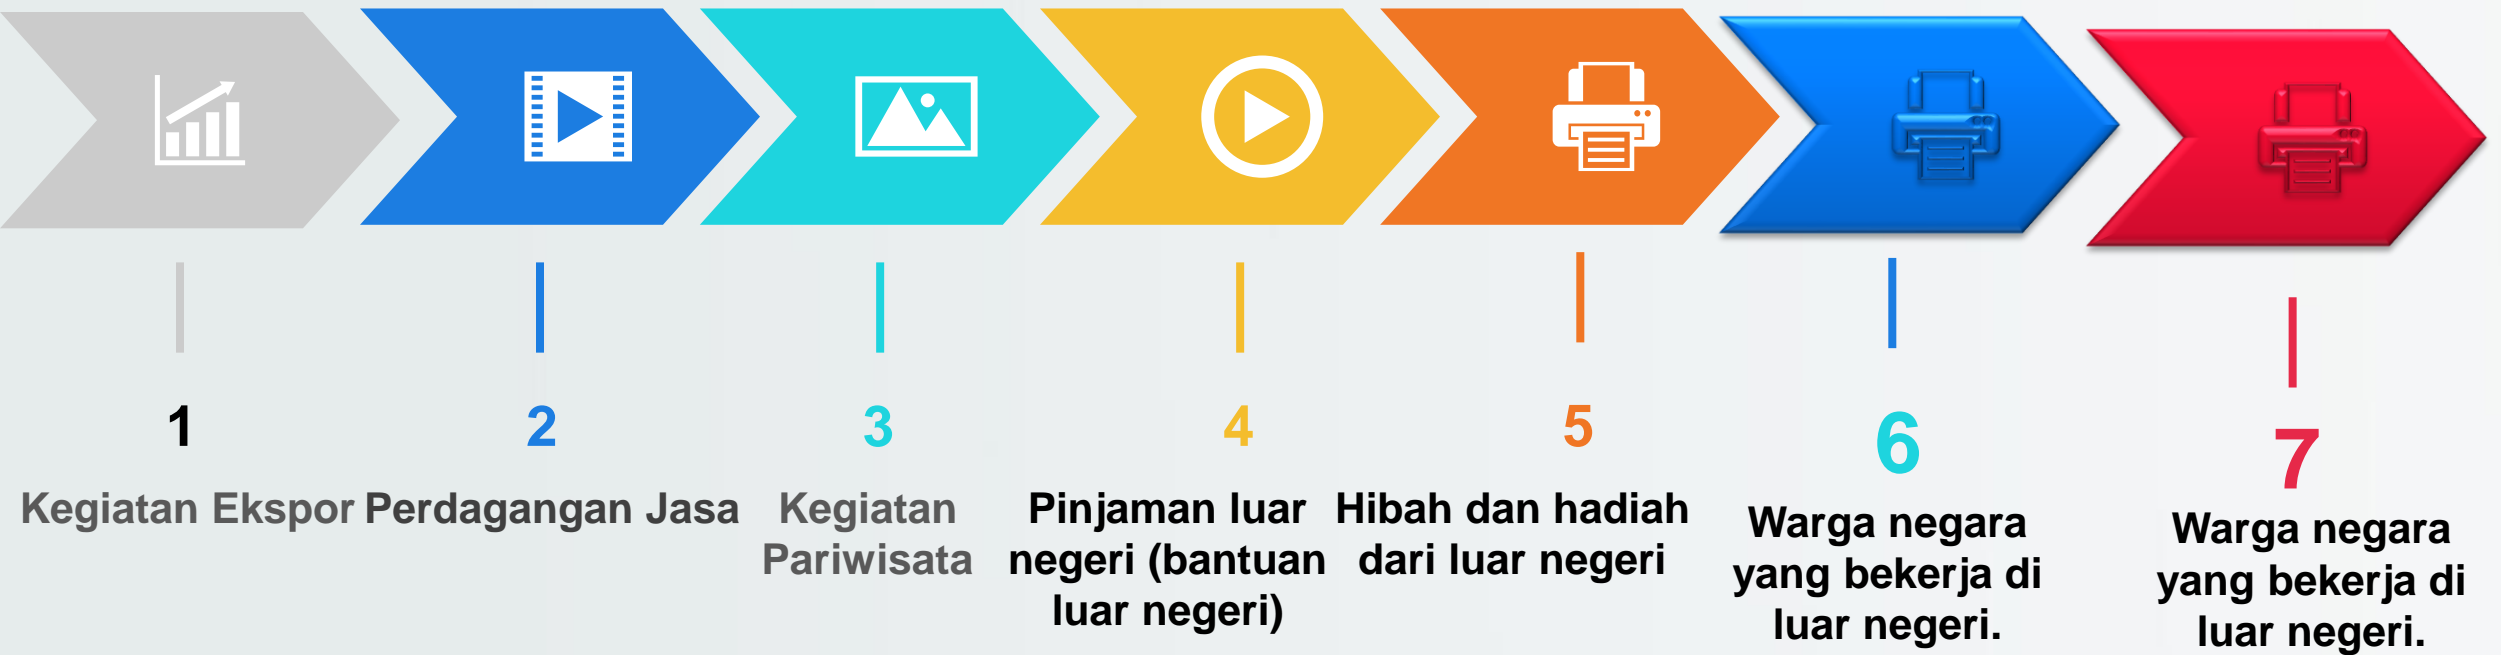 1
Kegiatan Ekspor
2
Perdagangan Jasa
3
Kegiatan
Pariwisata
4
Pinjaman luar
negeri (bantuan
luar negeri)
5
Hibah dan hadiah
dari luar negeri
6
Warga negara
yang bekerja di
luar negeri.
7
Warga negara
yang bekerja di
luar negeri.